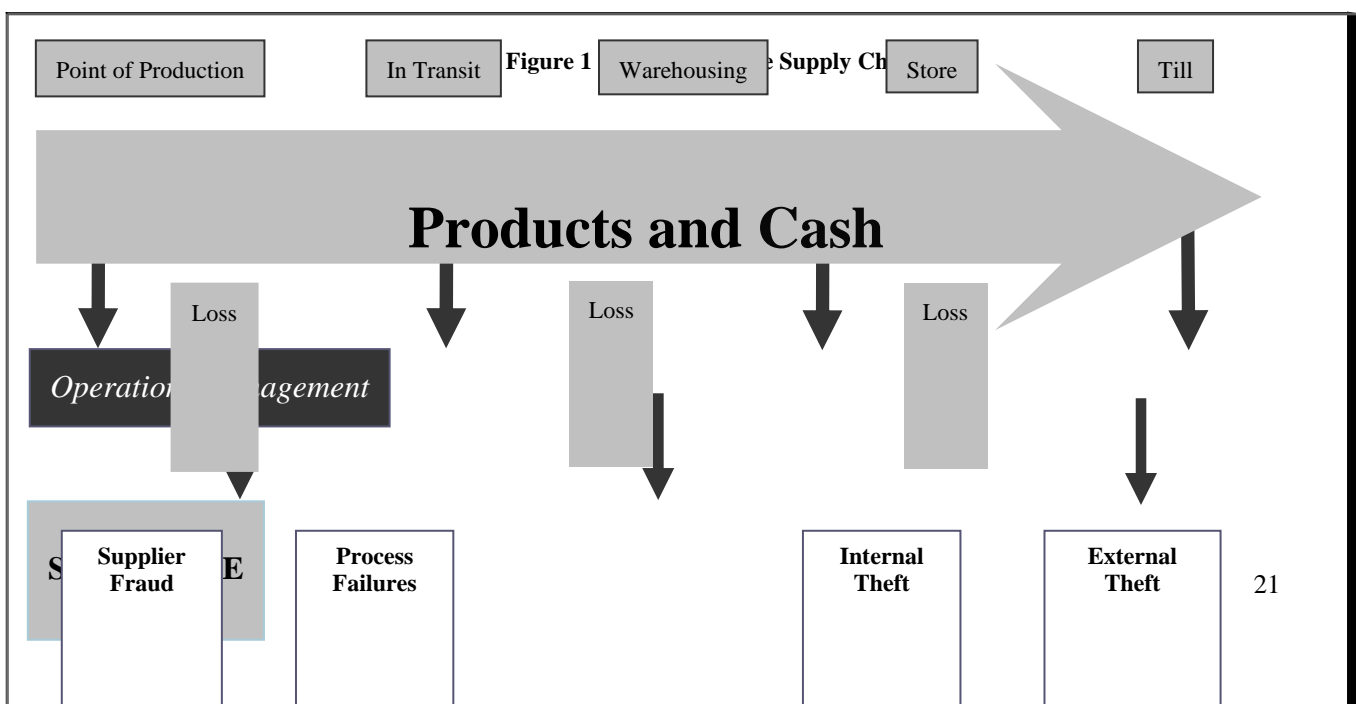 Point of Production
In Transit
Figure 1
Warehousing
e Supply Ch
Store
Till
Products and Cash
Loss
Loss
Loss
Operation
agement
S
E
Supplier
Fraud
Process
Failures
Internal
Theft
External
Theft
21